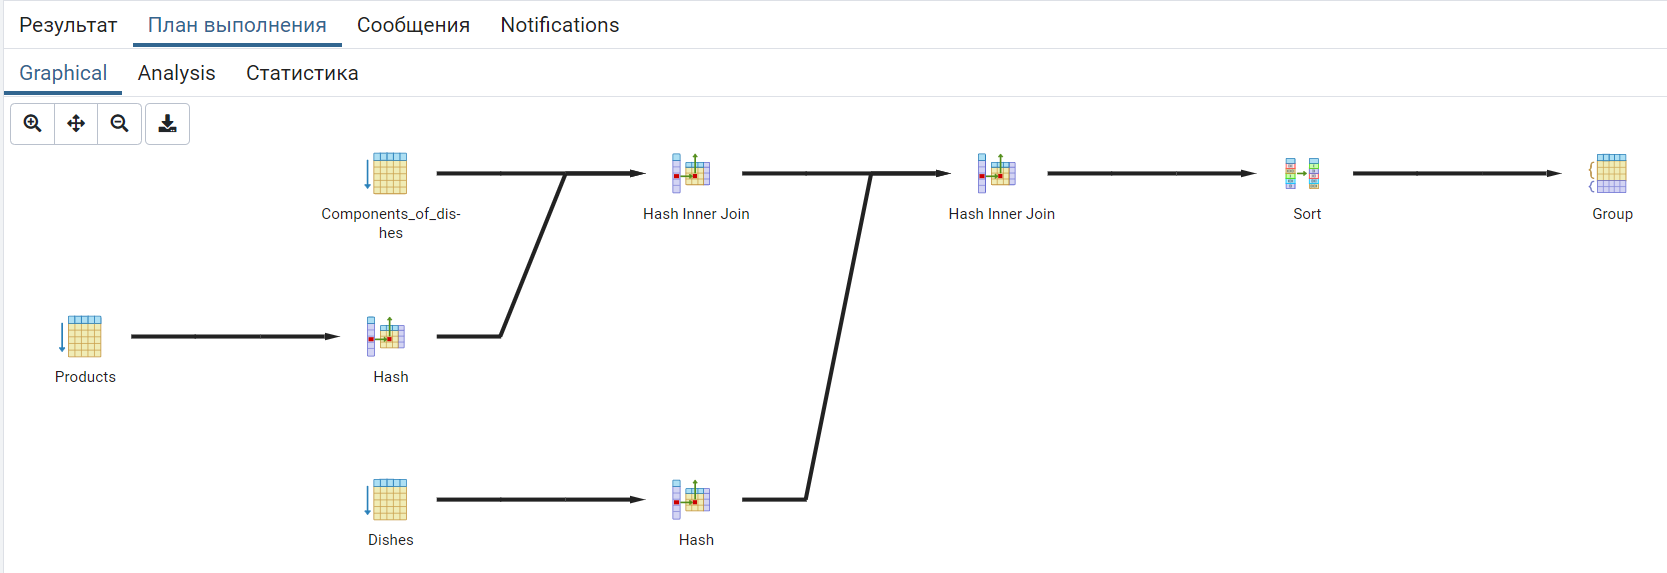 Результат План выполнения Сообщения Notifications
Graphical Analysis Статистика
Components_of_dis-
hes
Hash Inner Join
Hash Inner Join
Sort
Group
Products
Hash
Dishes
Hash